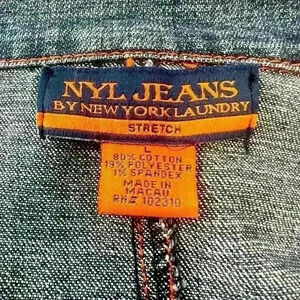 NYL JEANS
BY NEW YORK LAUNDRY
STRETCH
L
80% COTTON
19% POLYESTER
1% SPANDEX
MADE IN
MACAU
RN# 102310